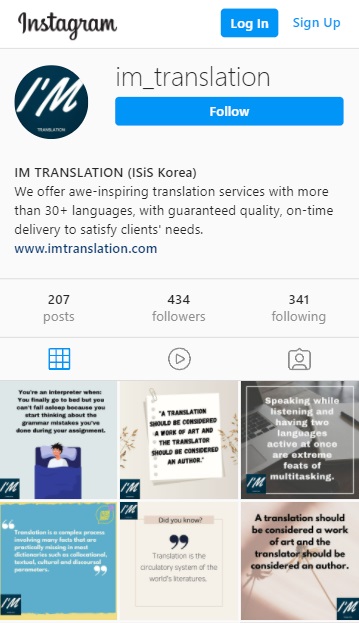 Instagram
Log In
Sign Up
I'M
TRANSLATION
im_translation
Follow
IM TRANSLATION (ISiS Korea)
We offer awe-inspiring translation services with more
than 30+ languages, with guaranteed quality, on-time
delivery to satisfy clients' needs.
www.imtranslation.com
207
posts
434
followers
341
following
You're an interpreter when:
You finally go to bed but you
can't fall asleep because you
start thinking about the
grammar mistakes you've
done during your assignment.
I'M
"A TRANSLATION
SHOULD BE CONSIDERED
A WORK OF ART AND
THE TRANSLATOR
SHOULD BE CONSIDERED
AN AUTHOR."
I'M
Speaking while
listening and
having two
languages
active at once
are extreme
feats of
multitasking.
I'M
“
Translation is a complex process
involving many facts that are
practically missing in most
dictionaries such as collocational,
textual, cultural and discoursal
parameters.
”
I'M
Did you know?
”
Translation is the
circulatory system of the
world's literatures.
I'M
A translation should be
considered a work
of art and the
translator should be
considered an author.
I'M